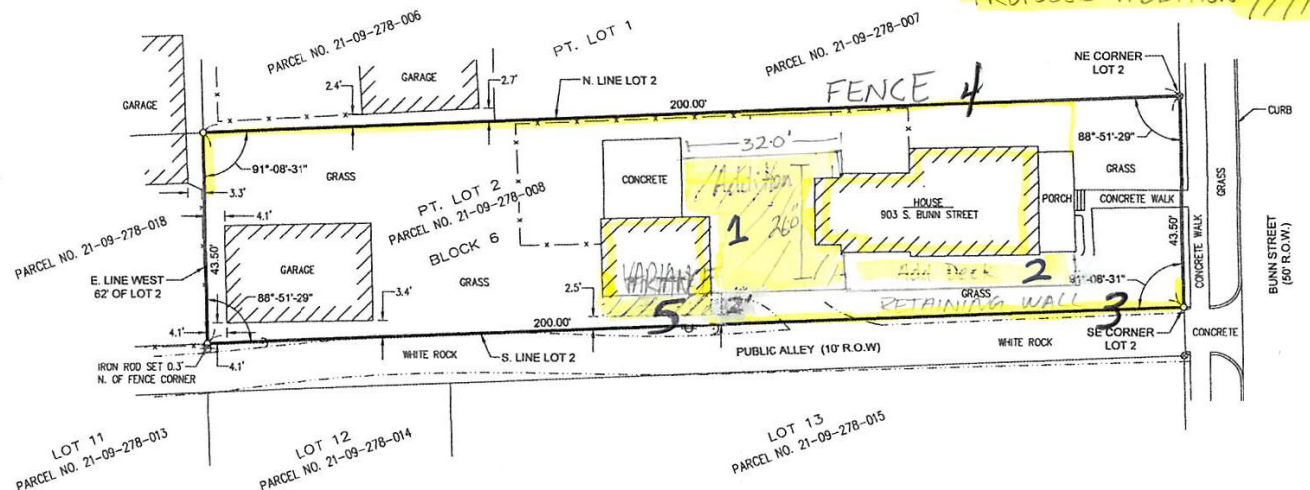 PROPOSED ADDITION
PARCEL NO. 21-09-278-006
PT. LOT 1
PARCEL NO. 21-09-278-007
NE CORNER
LOT 2
GARAGE
GARAGE
2.4'
2.7'
N. LINE LOT 2
200.00'
FENCE 4
CURB
91°-08'-31"
88°-51'-29"
GRASS
32.0'
GRASS
GRASS
CONCRETE
Addition
3.3'
PT. LOT 2
PARCEL NO. 21-09-278-008
BLOCK 6
1
26.0'
HOUSE
903 S. BUNN STREET
PORCH
CONCRETE WALK
CONCRETE WALK
BUNN STREET
(50' R.O.W.)
PARCEL NO. 21-09-278-018
4.1'
43.50'
43.50'
E. LINE WEST
62' OF LOT 2
GARAGE
GRASS
VARIANCE
ADD DECK 2
91°-08'-31"
88°-51'-29"
3.4'
2.5'
5
2'
GRASS
RETAINING WALL
3
SE CORNER
LOT 2
CONCRETE
4.1'
200.00'
IRON ROD SET 0.3'
N. OF FENCE CORNER
4.1'
WHITE ROCK
S. LINE LOT 2
PUBLIC ALLEY (10' R.O.W)
WHITE ROCK
LOT 11
PARCEL NO. 21-09-278-013
LOT 12
PARCEL NO. 21-09-278-014
LOT 13
PARCEL NO. 21-09-278-015